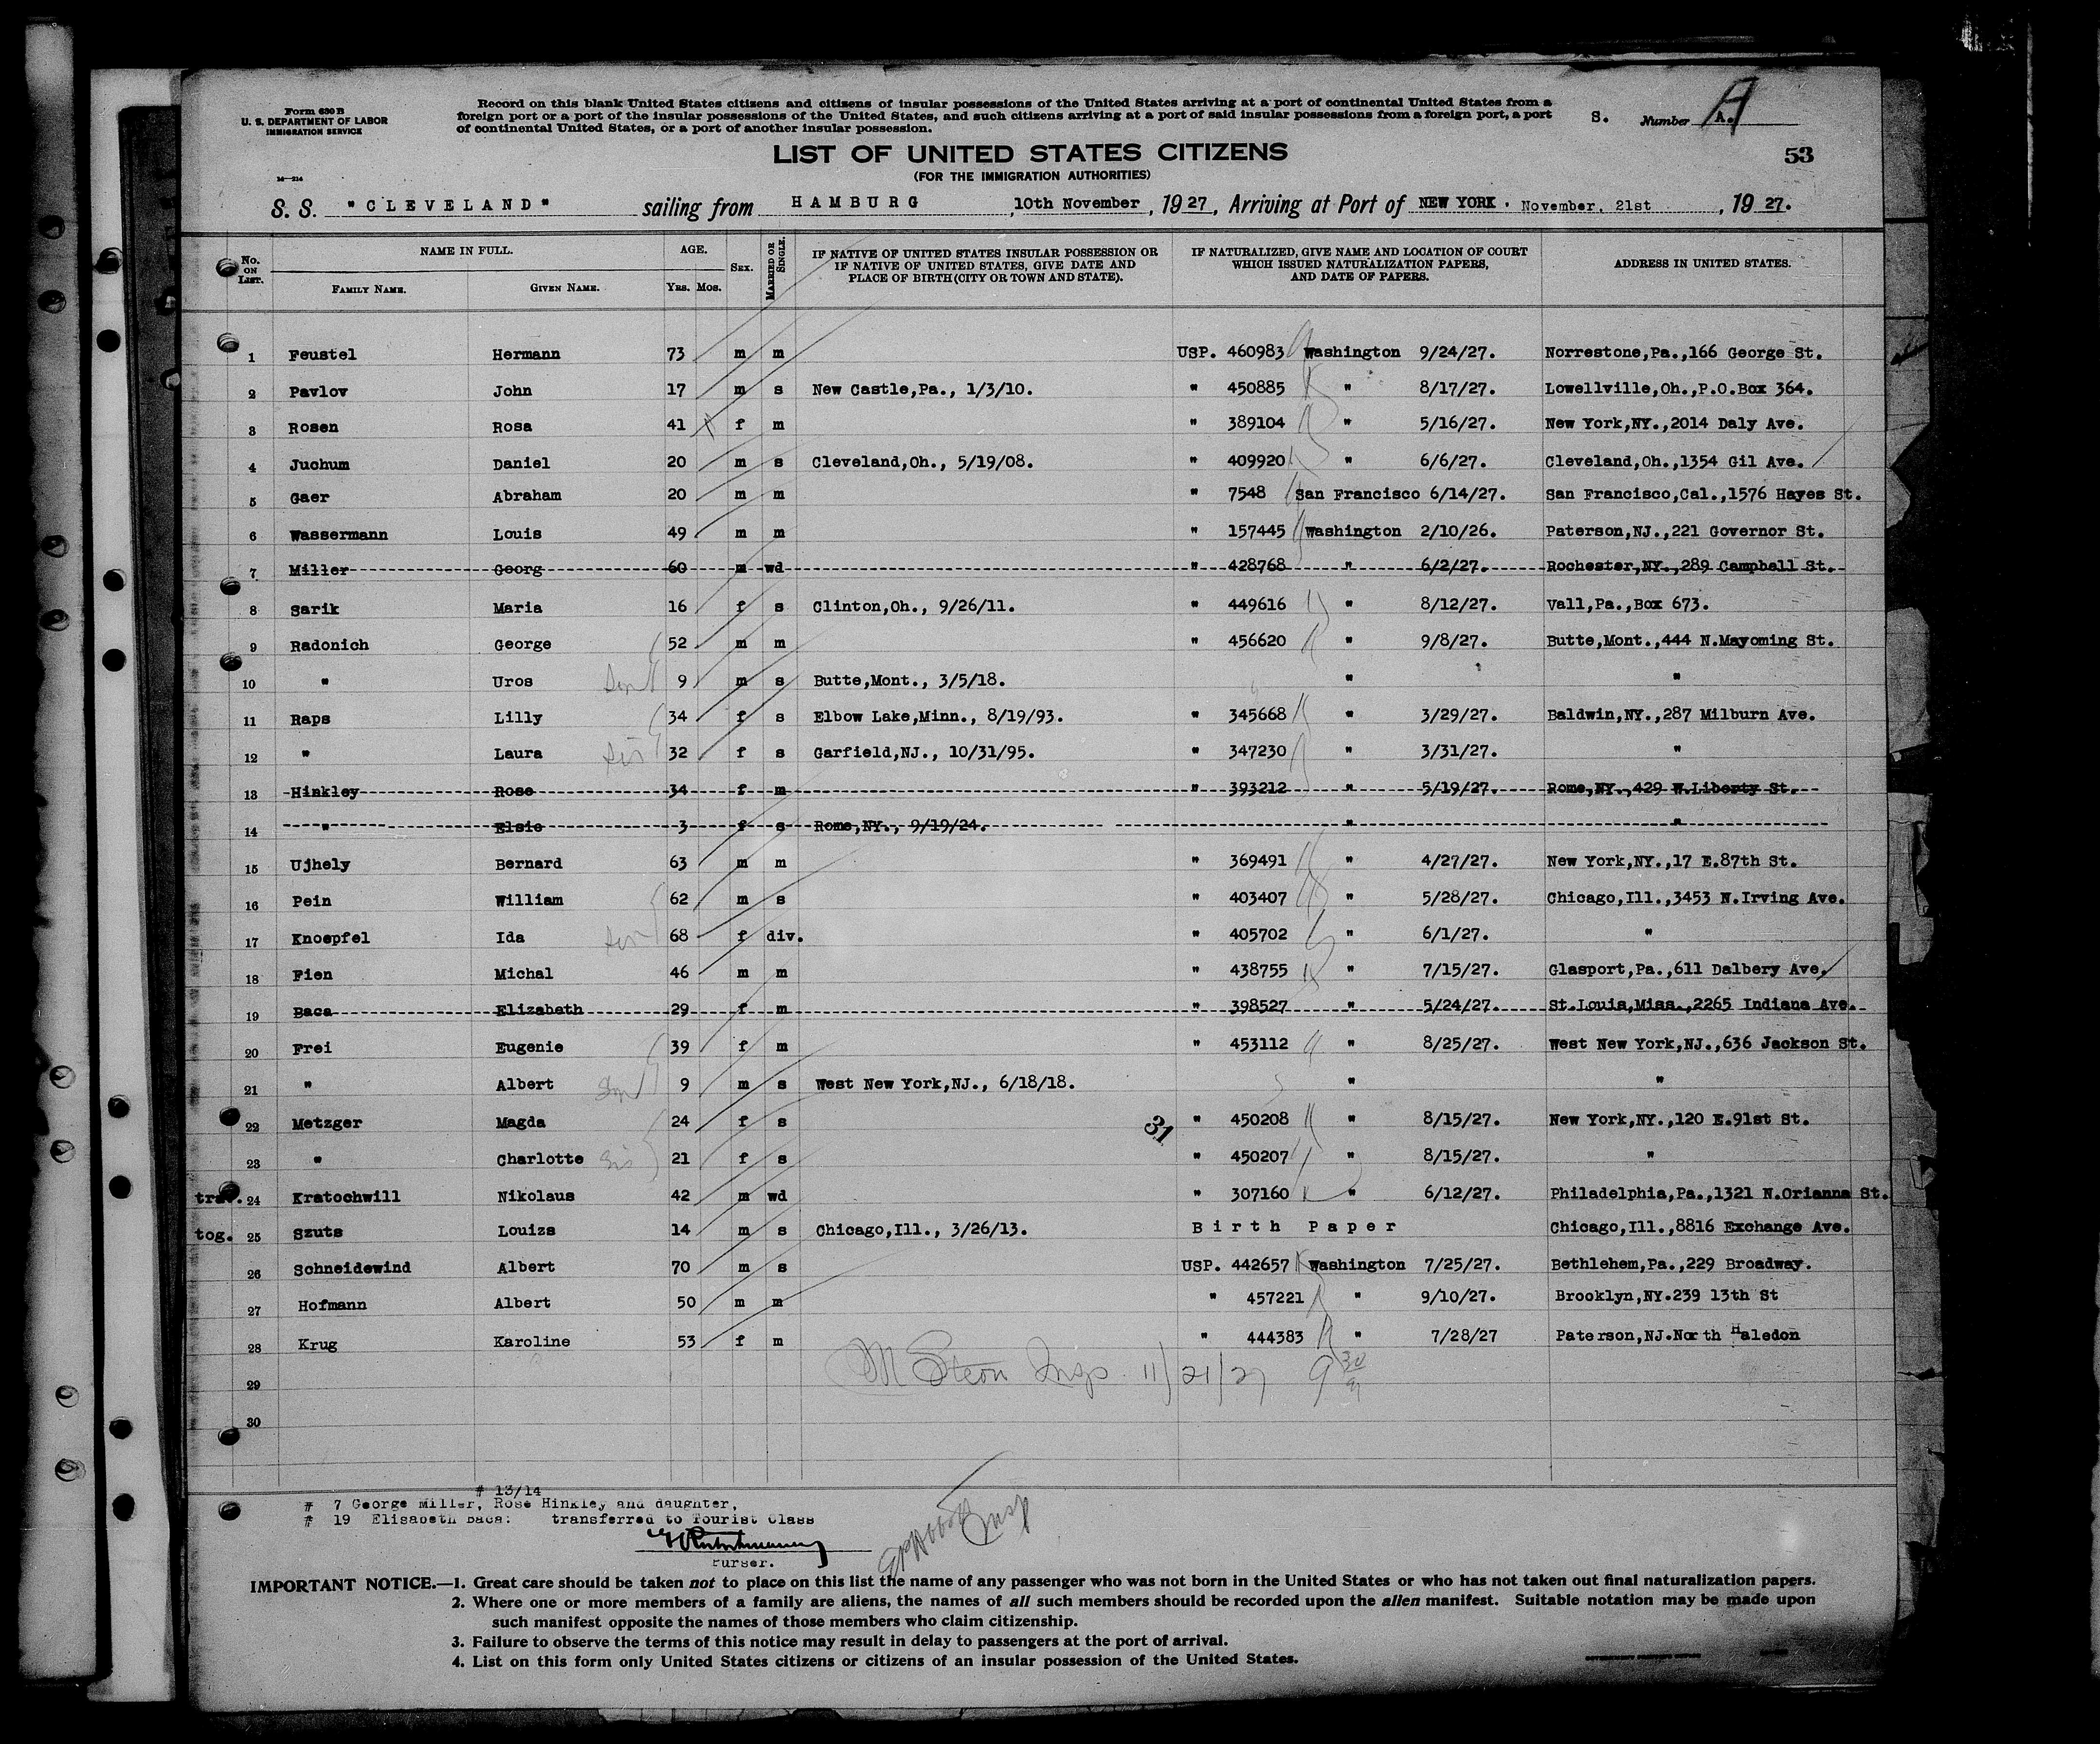 Form 630 B
U. S. DEPARTMENT OF LABOR
IMMIGRATION SERVICE
14—214
Record on this blank United States citizens and citizens of insular possessions of the United States arriving at a port of continental United States from a
foreign port or a port of the insular possessions of the United States, and such citizens arriving at a port of said insular possessions from a foreign port, a port
of continental United States, or a port of another insular possession.
S. Number A. A
53
LIST OF UNITED STATES CITIZENS
(FOR THE IMMIGRATION AUTHORITIES)
S. S. "CLEVELAND" sailing from HAMBURG, 10th November, 1927, Arriving at Port of NEW YORK. November, 21st, 1927.
No. ON LIST. NAME IN FULL. FAMILY NAME. GIVEN NAME. AGE. YRS. MOS. SEX. MARRIED OR SINGLE. IF NATIVE OF UNITED STATES INSULAR POSSESSION OR IF NATIVE OF UNITED STATES, GIVE DATE AND PLACE OF BIRTH (CITY OR TOWN AND STATE). IF NATURALIZED, GIVE NAME AND LOCATION OF COURT WHICH ISSUED NATURALIZATION PAPERS, AND DATE OF PAPERS. ADDRESS IN UNITED STATES.
1 Feustel Hermann 73 m m USP. 460983 Washington 9/24/27. Norrestone,Pa.,166 George St.
2 Pavlov John 17 m s New Castle,Pa., 1/3/10. " 450885 " 8/17/27. Lowellville,Oh.,P.O.Box 364.
3 Rosen Rosa 41 f m " 389104 " 5/16/27. New York,NY.,2014 Daly Ave.
4 Juchum Daniel 20 m s Cleveland,Oh., 5/19/08. " 409920 " 6/6/27. Cleveland,Oh.,1354 Gil Ave.
5 Gaer Abraham 20 m m " 7548 San Francisco 6/14/27. San Francisco,Cal.,1576 Hayes St.
6 Wassermann Louis 49 m m " 157445 Washington 2/10/26. Paterson,NJ.,221 Governor St.
7 Miller Georg 60 m wd " 428768 " 6/2/27. Rochester,NY.,289 Campbell St.
8 Sarik Maria 16 f s Clinton,Oh., 9/26/11. " 449616 " 8/12/27. Vall,Pa.,Box 673.
9 Radonich George 52 m m " 456620 " 9/8/27. Butte,Mont.,444 N.Mayoming St.
10 " Uros son 9 m s Butte,Mont., 3/5/18. " "
11 Raps Lilly 34 f s Elbow Lake,Minn., 8/19/93. " 345668 " 3/29/27. Baldwin,NY.,287 Milburn Ave.
12 " Laura sis 32 f s Garfield,NJ., 10/31/95. " 347230 " 3/31/27. "
13 Hinkley Rose 34 f m " 393212 " 5/19/27. Rome,NY.,429 W.Liberty St.
14 " Elsie 3 f s Rome,NY., 9/19/24. " "
15 Ujhely Bernard 63 m m " 369491 " 4/27/27. New York,NY.,17 E.87th St.
16 Pein William 62 m s " 403407 " 5/28/27. Chicago,Ill.,3453 N.Irving Ave.
17 Knoepfel Ida sis 68 f div. " 405702 " 6/1/27. "
18 Fien Michal 46 m m " 438755 " 7/15/27. Glasport,Pa.,611 Dalbery Ave.
19 Baca Elizabeth 29 f m " 398527 " 5/24/27. St.Louis,Miss.,2265 Indiana Ave.
20 Frei Eugenie 39 f m " 453112 " 8/25/27. West New York,NJ.,636 Jackson St.
21 " Albert son 9 m s West New York,NJ., 6/18/18. " "
22 Metzger Magda 24 f s 31 " 450208 " 8/15/27. New York,NY.,120 E.91st St.
23 " Charlotte sis 21 f s " 450207 " 8/15/27. "
trav. 24 Kratochwill Nikolaus 42 m wd " 307160 " 6/12/27. Philadelphia,Pa.,1321 N.Orianna St.
tog. 25 Szuts Louiza 14 m s Chicago,Ill., 3/26/13. Birth Paper Chicago,Ill.,8816 Exchange Ave.
26 Schneidewind Albert 70 m s USP. 442657 Washington 7/25/27. Bethlehem,Pa.,229 Broadway.
27 Hofmann Albert 50 m m " 457221 " 9/10/27. Brooklyn,NY.239 13th St
28 Krug Karoline 53 f m " 444383 " 7/28/27 Paterson,NJ.North Haledon
M Stern Insp. 11/21/27
29
30
# 13/14
# 7 George Miller, Rose Hinkley and daughter,
# 19 Elisabeth Baca: transferred to Tourist Class
Purser.
Insp
IMPORTANT NOTICE.—1. Great care should be taken not to place on this list the name of any passenger who was not born in the United States or who has not taken out final naturalization papers.
2. Where one or more members of a family are aliens, the names of all such members should be recorded upon the alien manifest. Suitable notation may be made upon
such manifest opposite the names of those members who claim citizenship.
3. Failure to observe the terms of this notice may result in delay to passengers at the port of arrival.
4. List on this form only United States citizens or citizens of an insular possession of the United States.